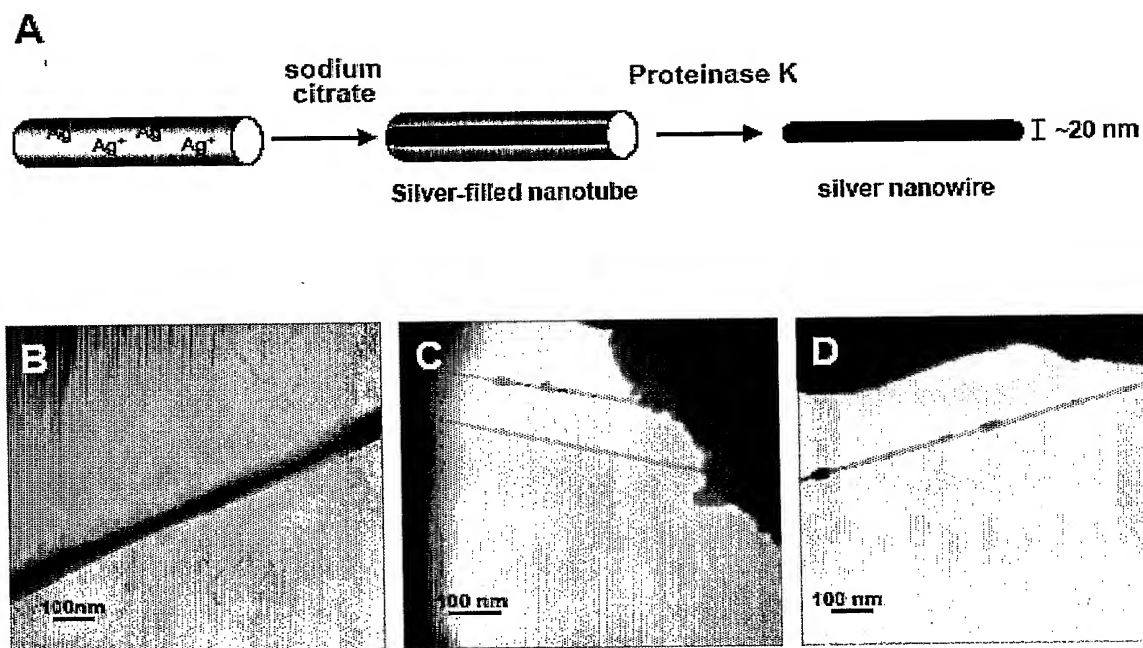 A
sodium
citrate
Proteinase K
Ag⁺
Ag⁺
Ag⁺
Ag⁺
~20 nm
Silver-filled nanotube
silver nanowire
B
C
D
100nm
100 nm
100 nm